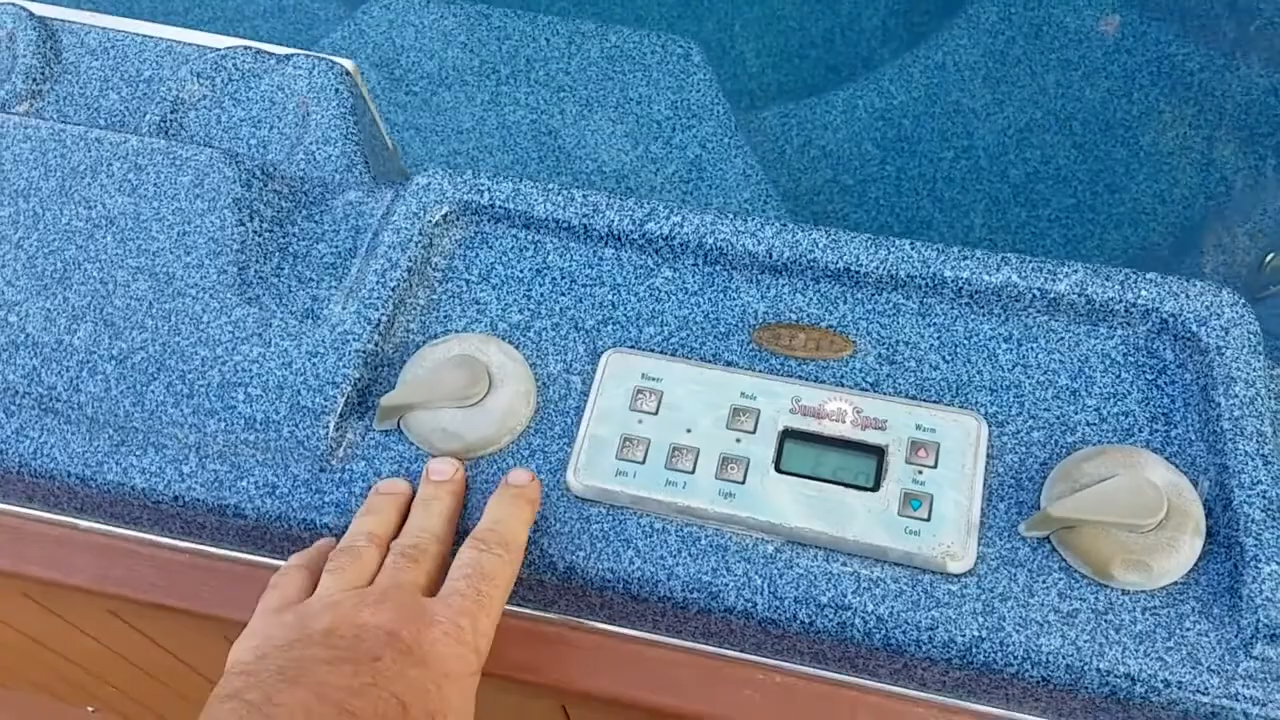 Blower
Mode
Sunbelt Spas
Warm
Jets 1
Jets 2
Light
Heat
Cool